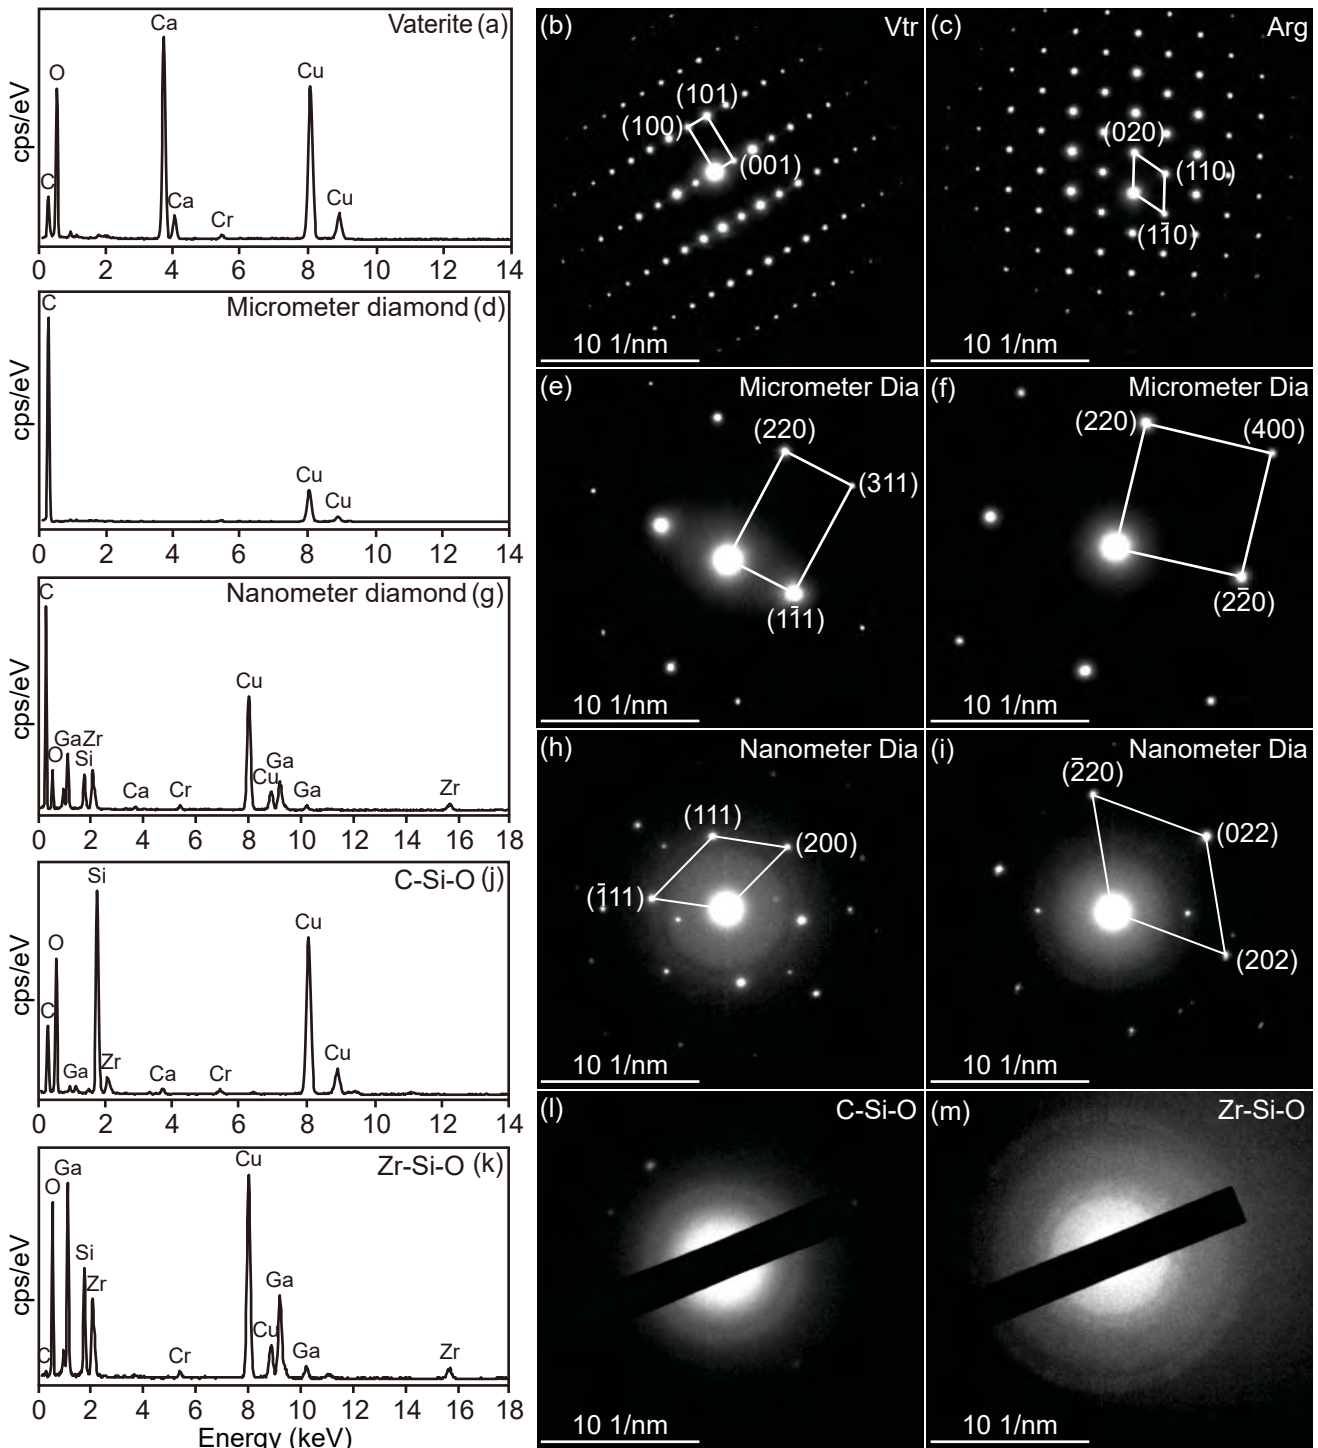 Vaterite (a)
cps/eV
C
O
Ca
Ca
Cr
Cu
Cu
0 2 4 6 8 10 12 14
(b)
Vtr
(101)
(100)
(001)
10 1/nm
(c)
Arg
(020)
(110)
(11̅0)
10 1/nm
Micrometer diamond (d)
cps/eV
C
Cu
Cu
0 2 4 6 8 10 12 14
(e)
Micrometer Dia
(220)
(311)
(11̅1)
10 1/nm
(f)
Micrometer Dia
(220)
(400)
(22̅0)
10 1/nm
Nanometer diamond (g)
cps/eV
C
O
Ga
Si
Zr
Ca
Cr
Cu
Cu
Ga
Ga
Zr
0 2 4 6 8 10 12 14 16 18
(h)
Nanometer Dia
(111)
(200)
(1̅11)
10 1/nm
(i)
Nanometer Dia
(2̅20)
(022)
(202)
10 1/nm
C-Si-O (j)
cps/eV
C
O
Ga
Si
Zr
Ca
Cr
Cu
Cu
0 2 4 6 8 10 12 14
Zr-Si-O (k)
cps/eV
C
O
Ga
Si
Zr
Cr
Cu
Cu
Ga
Ga
Zr
0 2 4 6 8 10 12 14 16 18
Energy (keV)
(l)
C-Si-O
10 1/nm
(m)
Zr-Si-O
10 1/nm